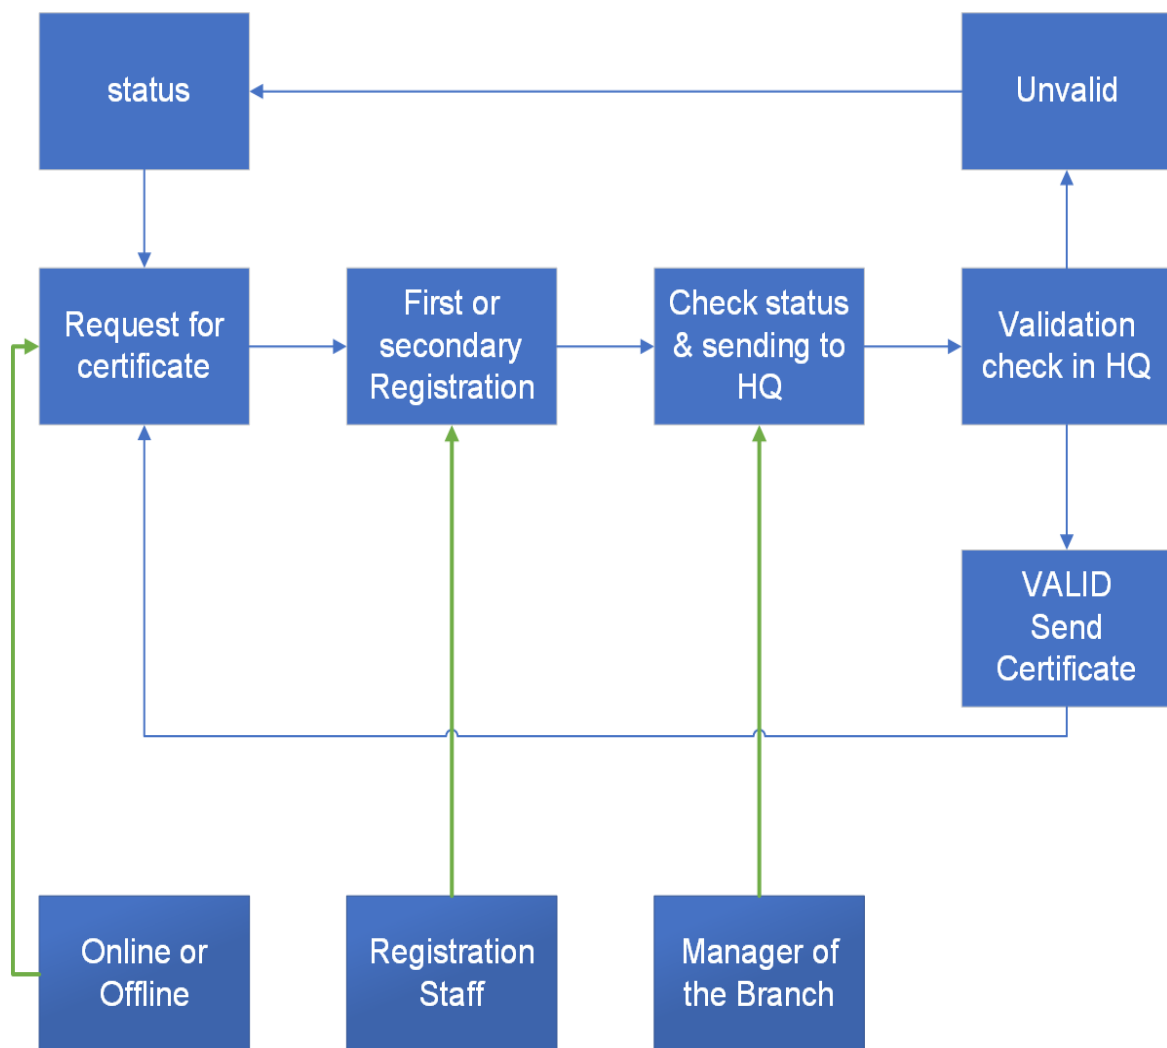 status
Unvalid
Request for
certificate
First or
secondary
Registration
Check status
& sending to
HQ
Validation
check in HQ
VALID
Send
Certificate
Online or
Offline
Registration
Staff
Manager of
the Branch